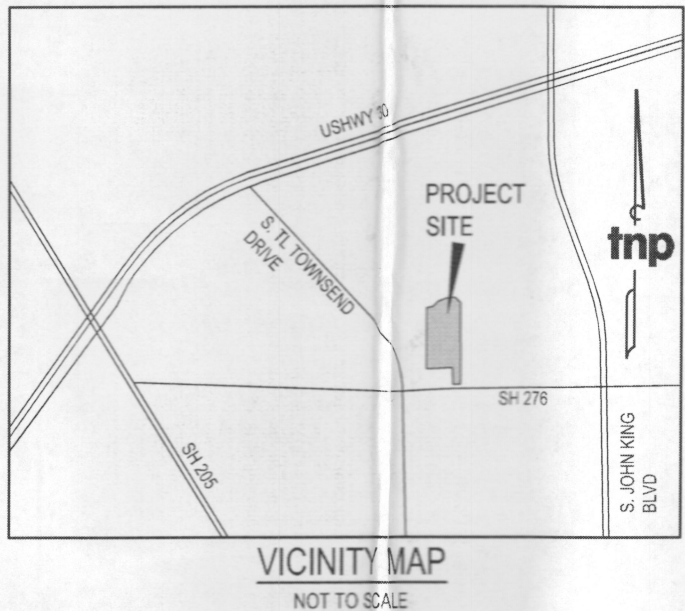 USHWY 30
PROJECT
SITE
S. TL TOWNSEND
DRIVE
tnp
SH 276
SH 205
S. JOHN KING
BLVD
VICINITY MAP
NOT TO SCALE